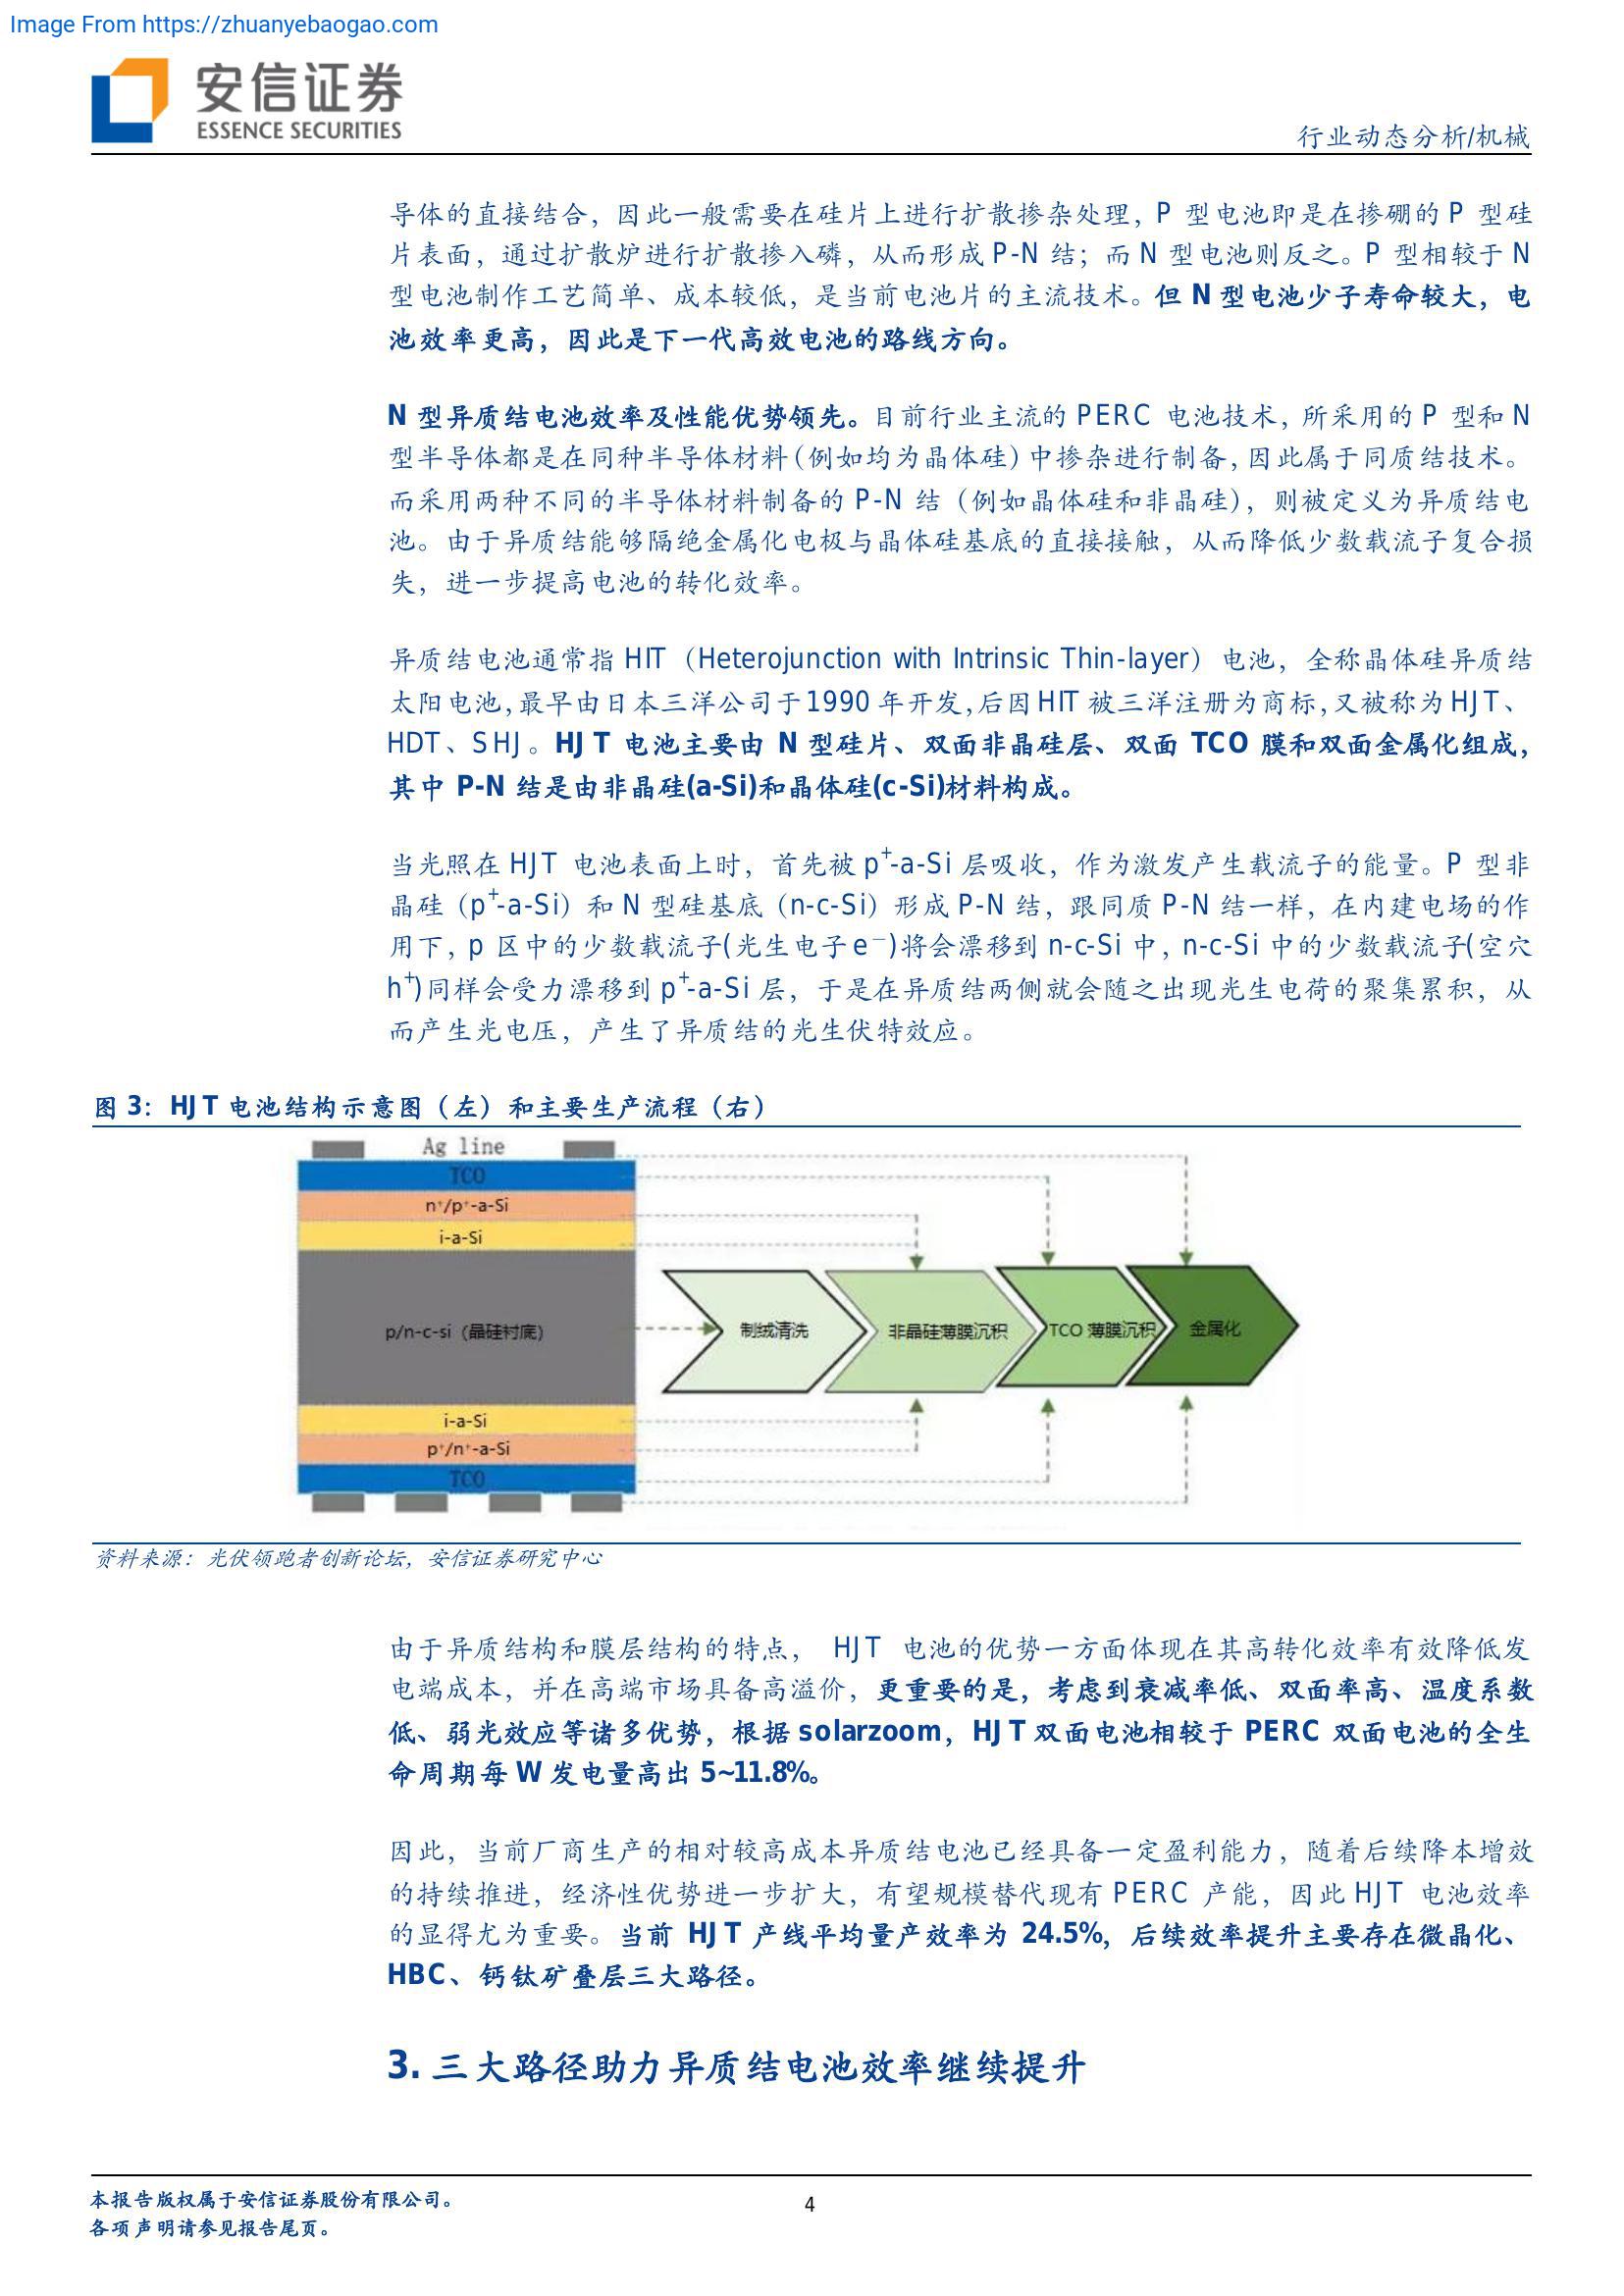 Image From https://zhuanyebaogao.com
安信证券
ESSENCE SECURITIES
行业动态分析/机械
导体的直接结合，因此一般需要在硅片上进行扩散掺杂处理，P 型电池即是在掺硼的 P 型硅
片表面，通过扩散炉进行扩散掺入磷，从而形成 P-N 结；而 N 型电池则反之。P 型相较于 N
型电池制作工艺简单、成本较低，是当前电池片的主流技术。但 N 型电池少子寿命较大，电
池效率更高，因此是下一代高效电池的路线方向。
N 型异质结电池效率及性能优势领先。目前行业主流的 PERC 电池技术，所采用的 P 型和 N
型半导体都是在同种半导体材料（例如均为晶体硅）中掺杂进行制备，因此属于同质结技术。
而采用两种不同的半导体材料制备的 P-N 结（例如晶体硅和非晶硅），则被定义为异质结电
池。由于异质结能够隔绝金属化电极与晶体硅基底的直接接触，从而降低少数载流子复合损
失，进一步提高电池的转化效率。
异质结电池通常指 HIT（Heterojunction with Intrinsic Thin-layer）电池，全称晶体硅异质结
太阳电池，最早由日本三洋公司于 1990 年开发，后因 HIT 被三洋注册为商标，又被称为 HJT、
HDT、SHJ。HJT 电池主要由 N 型硅片、双面非晶硅层、双面 TCO 膜和双面金属化组成，
其中 P-N 结是由非晶硅(a-Si)和晶体硅(c-Si)材料构成。
当光照在 HJT 电池表面上时，首先被 p⁺-a-Si 层吸收，作为激发产生载流子的能量。P 型非
晶硅（p⁺-a-Si）和 N 型硅基底（n-c-Si）形成 P-N 结，跟同质 P-N 结一样，在内建电场的作
用下，p 区中的少数载流子(光生电子 e⁻)将会漂移到 n-c-Si 中，n-c-Si 中的少数载流子(空穴
h⁺)同样会受力漂移到 p⁺-a-Si 层，于是在异质结两侧就会随之出现光生电荷的聚集累积，从
而产生光电压，产生了异质结的光生伏特效应。
图 3：HJT 电池结构示意图（左）和主要生产流程（右）
Ag line
TCO
n⁺/p⁺-a-Si
i-a-Si
p/n-c-si（晶硅衬底）
制绒清洗
非晶硅薄膜沉积
TCO 薄膜沉积
金属化
i-a-Si
p⁺/n⁺-a-Si
TCO
资料来源：光伏领跑者创新论坛，安信证券研究中心
由于异质结构和膜层结构的特点， HJT 电池的优势一方面体现在其高转化效率有效降低发
电端成本，并在高端市场具备高溢价，更重要的是，考虑到衰减率低、双面率高、温度系数
低、弱光效应等诸多优势，根据 solarzoom，HJT 双面电池相较于 PERC 双面电池的全生
命周期每 W 发电量高出 5~11.8%。
因此，当前厂商生产的相对较高成本异质结电池已经具备一定盈利能力，随着后续降本增效
的持续推进，经济性优势进一步扩大，有望规模替代现有 PERC 产能，因此 HJT 电池效率
的显得尤为重要。当前 HJT 产线平均量产效率为 24.5%，后续效率提升主要存在微晶化、
HBC、钙钛矿叠层三大路径。
3. 三大路径助力异质结电池效率继续提升
本报告版权属于安信证券股份有限公司。
各项声明请参见报告尾页。
4